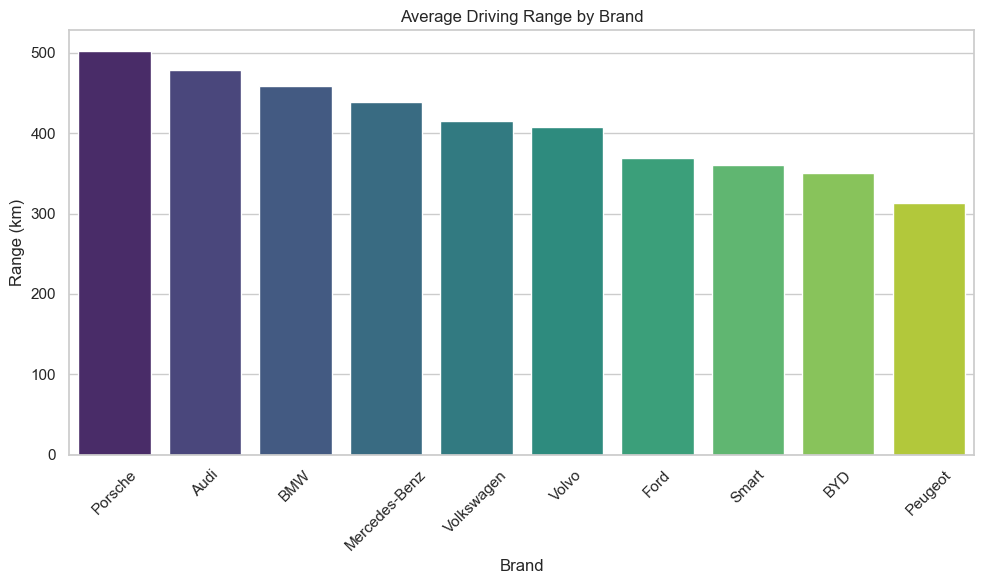 Average Driving Range by Brand
Range (km)
500
400
300
200
100
0
Porsche
Audi
BMW
Mercedes-Benz
Volkswagen
Volvo
Ford
Smart
BYD
Peugeot
Brand